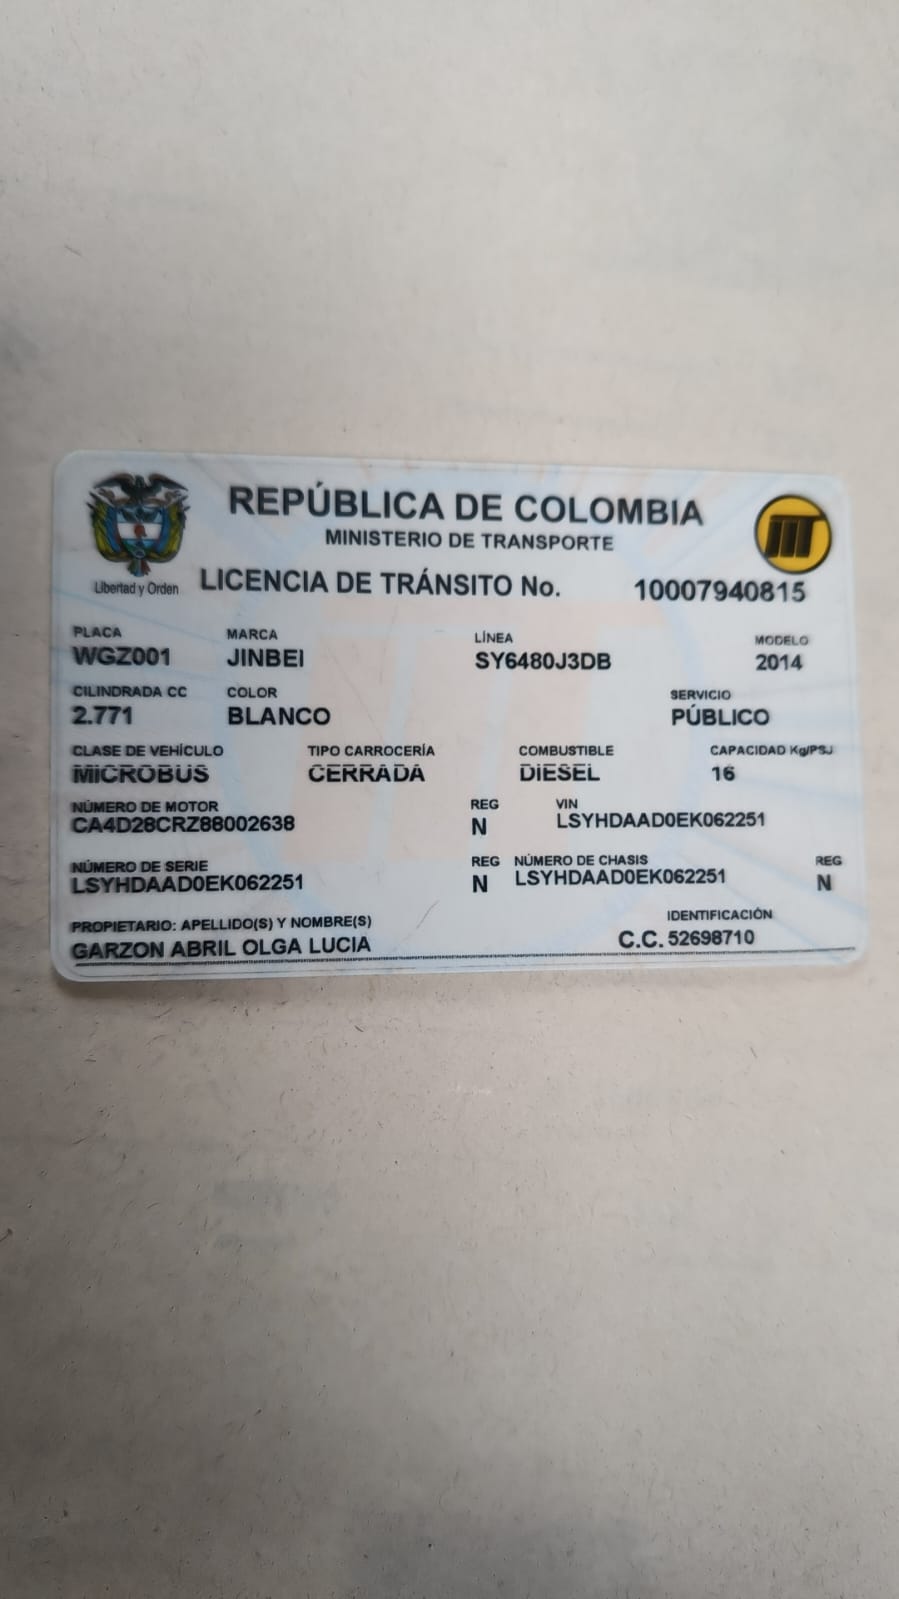 REPÚBLICA DE COLOMBIA
MINISTERIO DE TRANSPORTE
Libertad y Orden
LICENCIA DE TRÁNSITO No. 10007940815
PLACA MARCA LÍNEA MODELO
WGZ001 JINBEI SY6480J3DB 2014
CILINDRADA CC COLOR SERVICIO
2.771 BLANCO PÚBLICO
CLASE DE VEHÍCULO TIPO CARROCERÍA COMBUSTIBLE CAPACIDAD Kg/PSJ
MICROBUS CERRADA DIESEL 16
NÚMERO DE MOTOR REG VIN
CA4D28CRZ88002638 N LSYHDAAD0EK062251
NÚMERO DE SERIE REG NÚMERO DE CHASIS REG
LSYHDAAD0EK062251 N LSYHDAAD0EK062251 N
PROPIETARIO: APELLIDO(S) Y NOMBRE(S) IDENTIFICACIÓN
GARZON ABRIL OLGA LUCIA C.C. 52698710